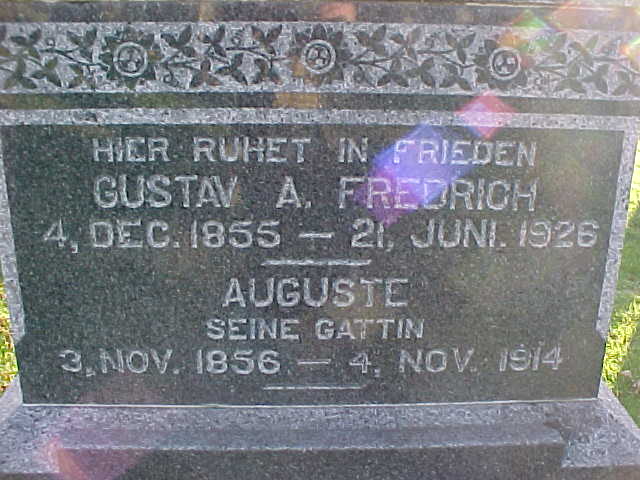 HIER RUHET IN FRIEDEN
GUSTAV A. FREDRICH
4, DEC. 1855 — 21, JUNI. 1926
AUGUSTE
SEINE GATTIN
3, NOV. 1856 — 4, NOV. 1914